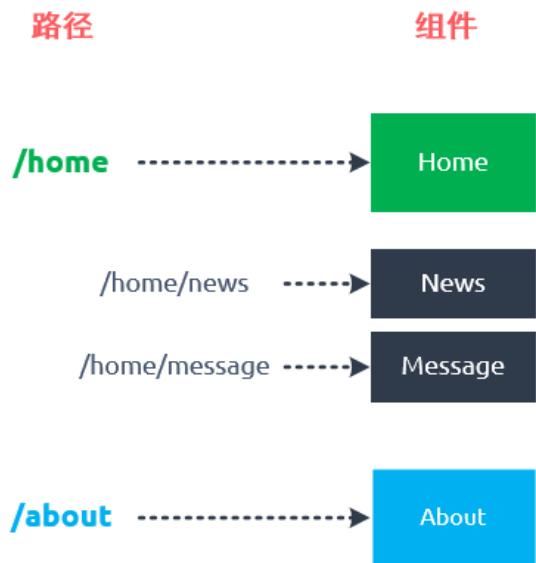 路径 组件
/home Home
/home/news News
/home/message Message
/about About